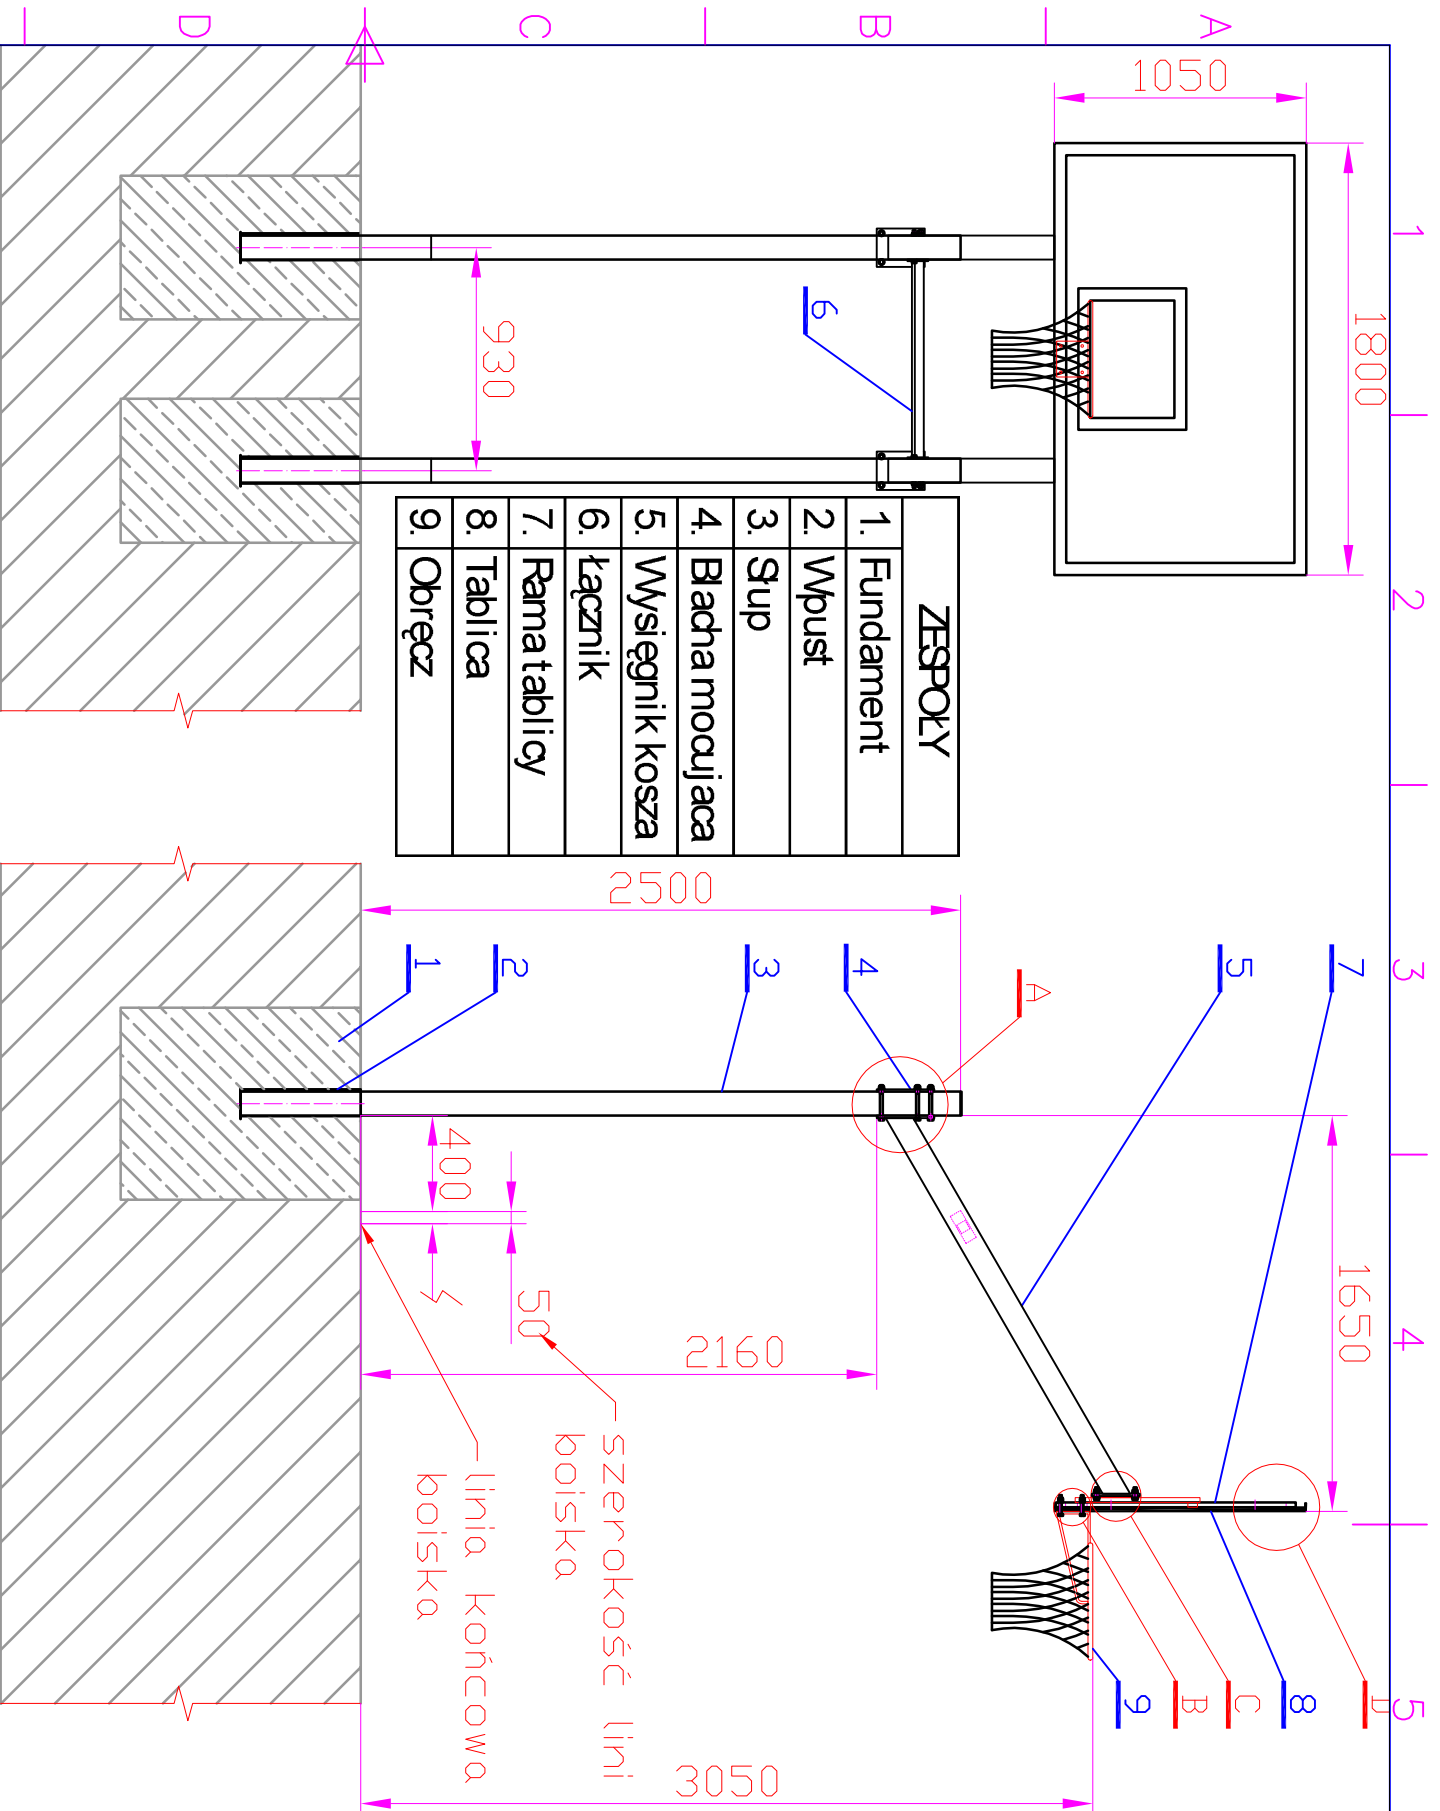 1
2
3
4
5
A
B
C
D
1800
1050
6
930
ZESPOŁY
1. Fundament
2. Wpust
3. Słup
4. Blacha mocujaca
5. Wysięgnik kosza
6. Łącznik
7. Rama tablicy
8. Tablica
9. Obręcz
7
5
A
4
3
2
1
2500
1650
400
50
2160
szerokość lini
boiska
linia końcowa
boiska
3050
D
8
C
B
9